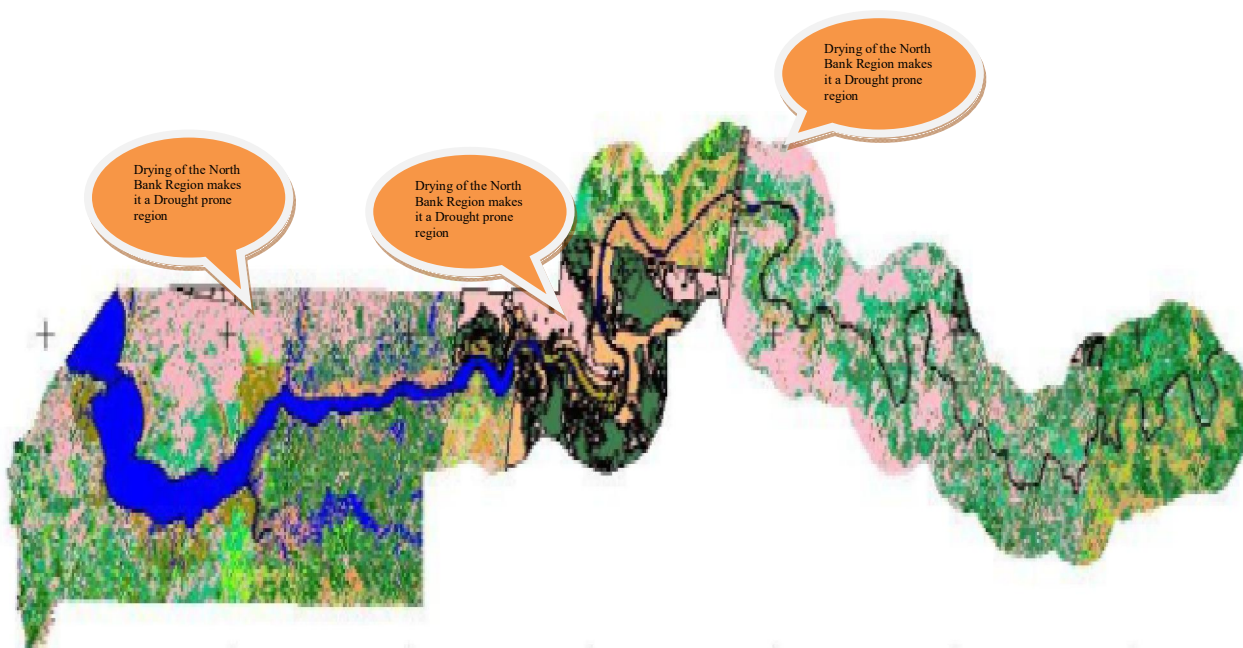 Drying of the North
Bank Region makes
it a Drought prone
region
Drying of the North
Bank Region makes
it a Drought prone
region
Drying of the North
Bank Region makes
it a Drought prone
region